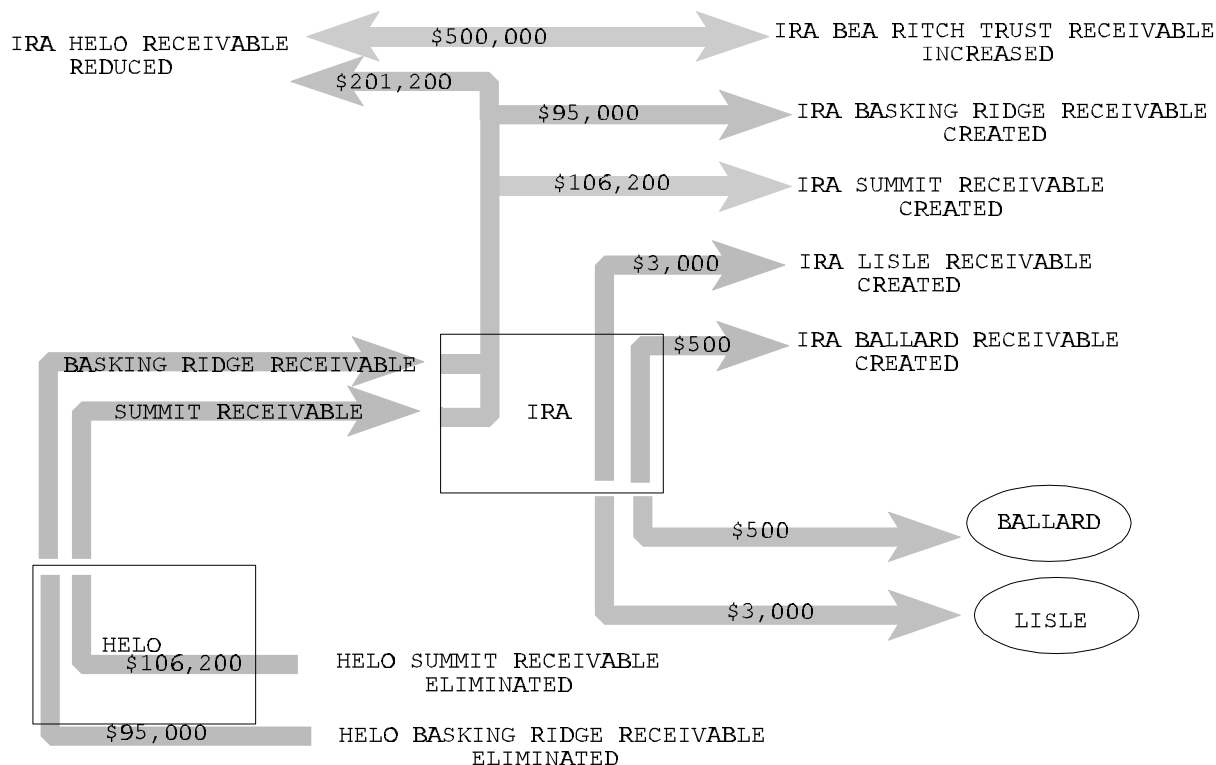 IRA HELO RECEIVABLE
REDUCED
$500,000
IRA BEA RITCH TRUST RECEIVABLE
INCREASED
$201,200
$95,000
IRA BASKING RIDGE RECEIVABLE
CREATED
$106,200
IRA SUMMIT RECEIVABLE
CREATED
$3,000
IRA LISLE RECEIVABLE
CREATED
$500
IRA BALLARD RECEIVABLE
CREATED
BASKING RIDGE RECEIVABLE
SUMMIT RECEIVABLE
IRA
$500
BALLARD
$3,000
LISLE
HELO
$106,200
HELO SUMMIT RECEIVABLE
ELIMINATED
$95,000
HELO BASKING RIDGE RECEIVABLE
ELIMINATED